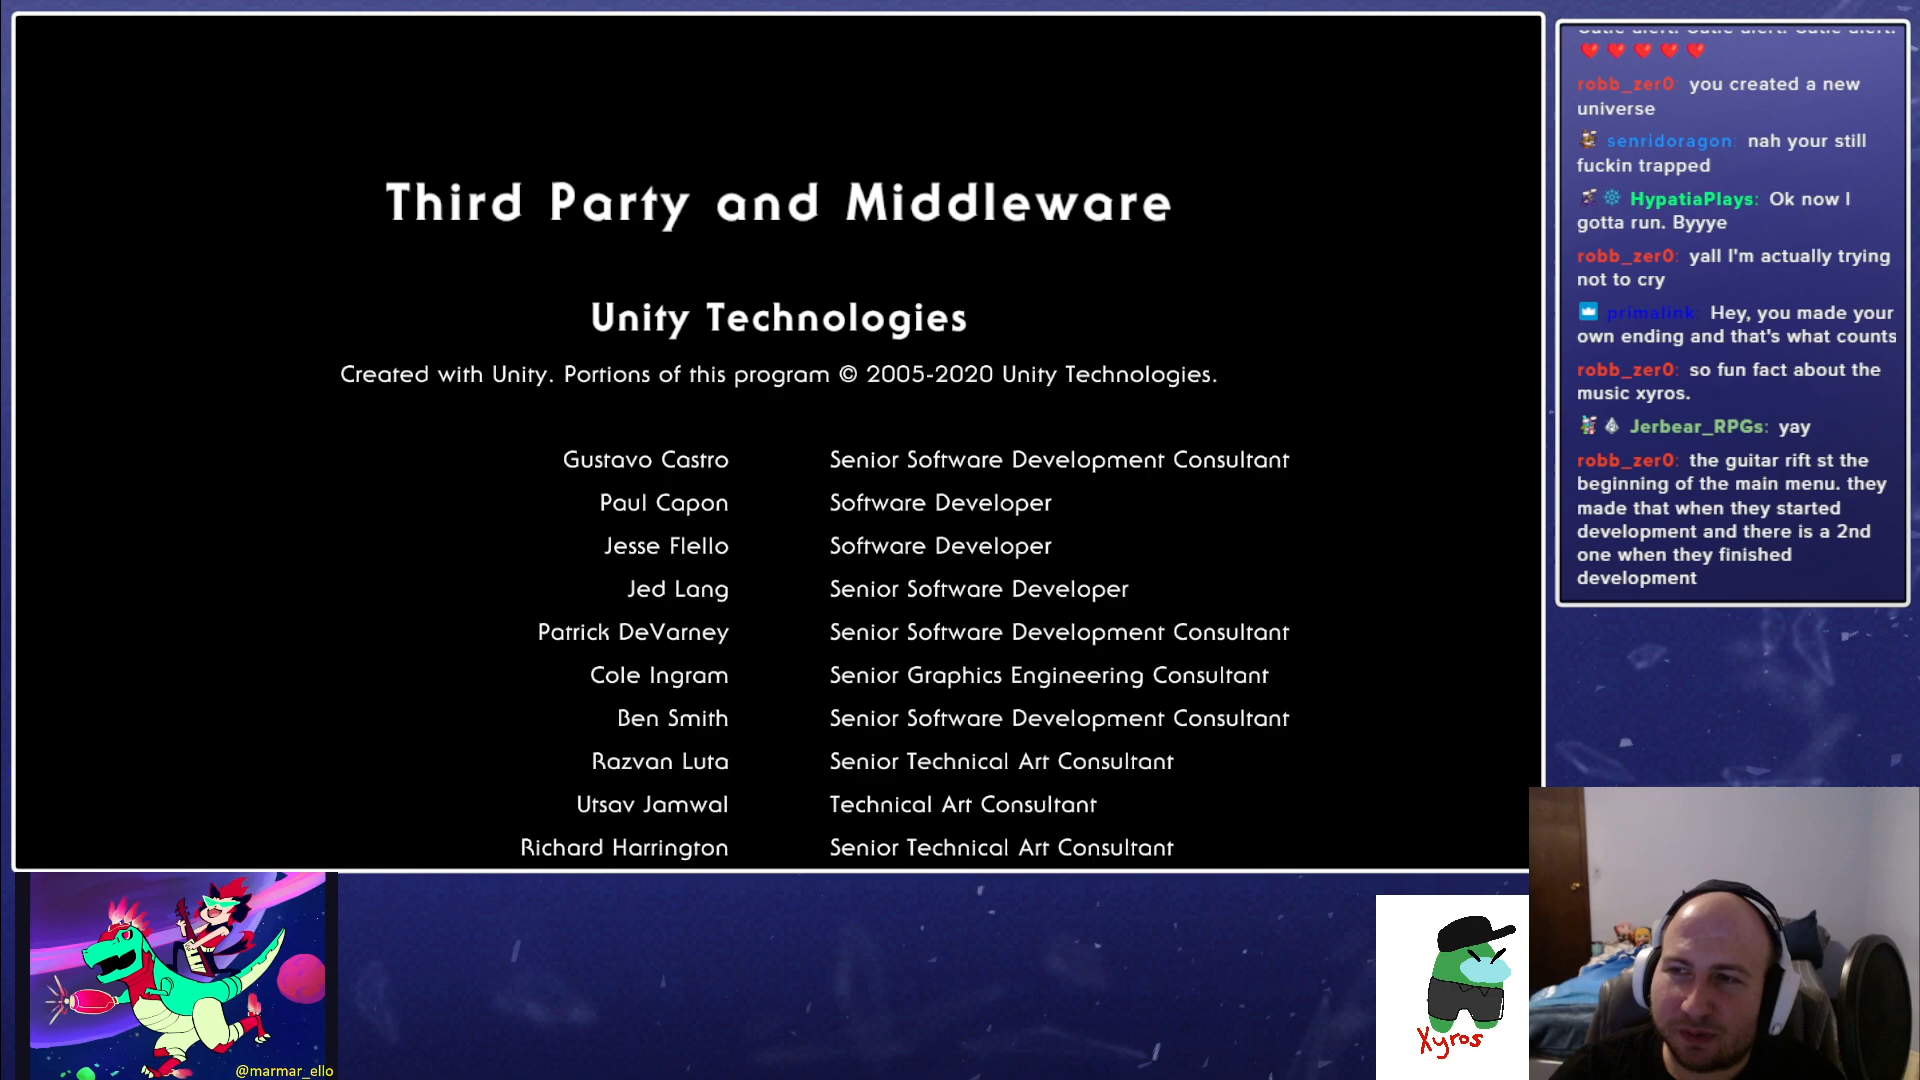 Third Party and Middleware
Unity Technologies
Created with Unity. Portions of this program © 2005-2020 Unity Technologies.
Gustavo Castro Senior Software Development Consultant
Paul Capon Software Developer
Jesse Flello Software Developer
Jed Lang Senior Software Developer
Patrick DeVarney Senior Software Development Consultant
Cole Ingram Senior Graphics Engineering Consultant
Ben Smith Senior Software Development Consultant
Razvan Luta Senior Technical Art Consultant
Utsav Jamwal Technical Art Consultant
Richard Harrington Senior Technical Art Consultant
Cutie alert! Cutie alert! Cutie alert!
❤️❤️❤️❤️❤️
robb_zer0: you created a new
universe
senridoragon: nah your still
fuckin trapped
HypatiaPlays: Ok now I
gotta run. Byyye
robb_zer0: yall I'm actually trying
not to cry
primalink: Hey, you made your
own ending and that's what counts
robb_zer0: so fun fact about the
music xyros.
Jerbear_RPGs: yay
robb_zer0: the guitar rift st the
beginning of the main menu. they
made that when they started
development and there is a 2nd
one when they finished
development
@marmar_ello
Xyros